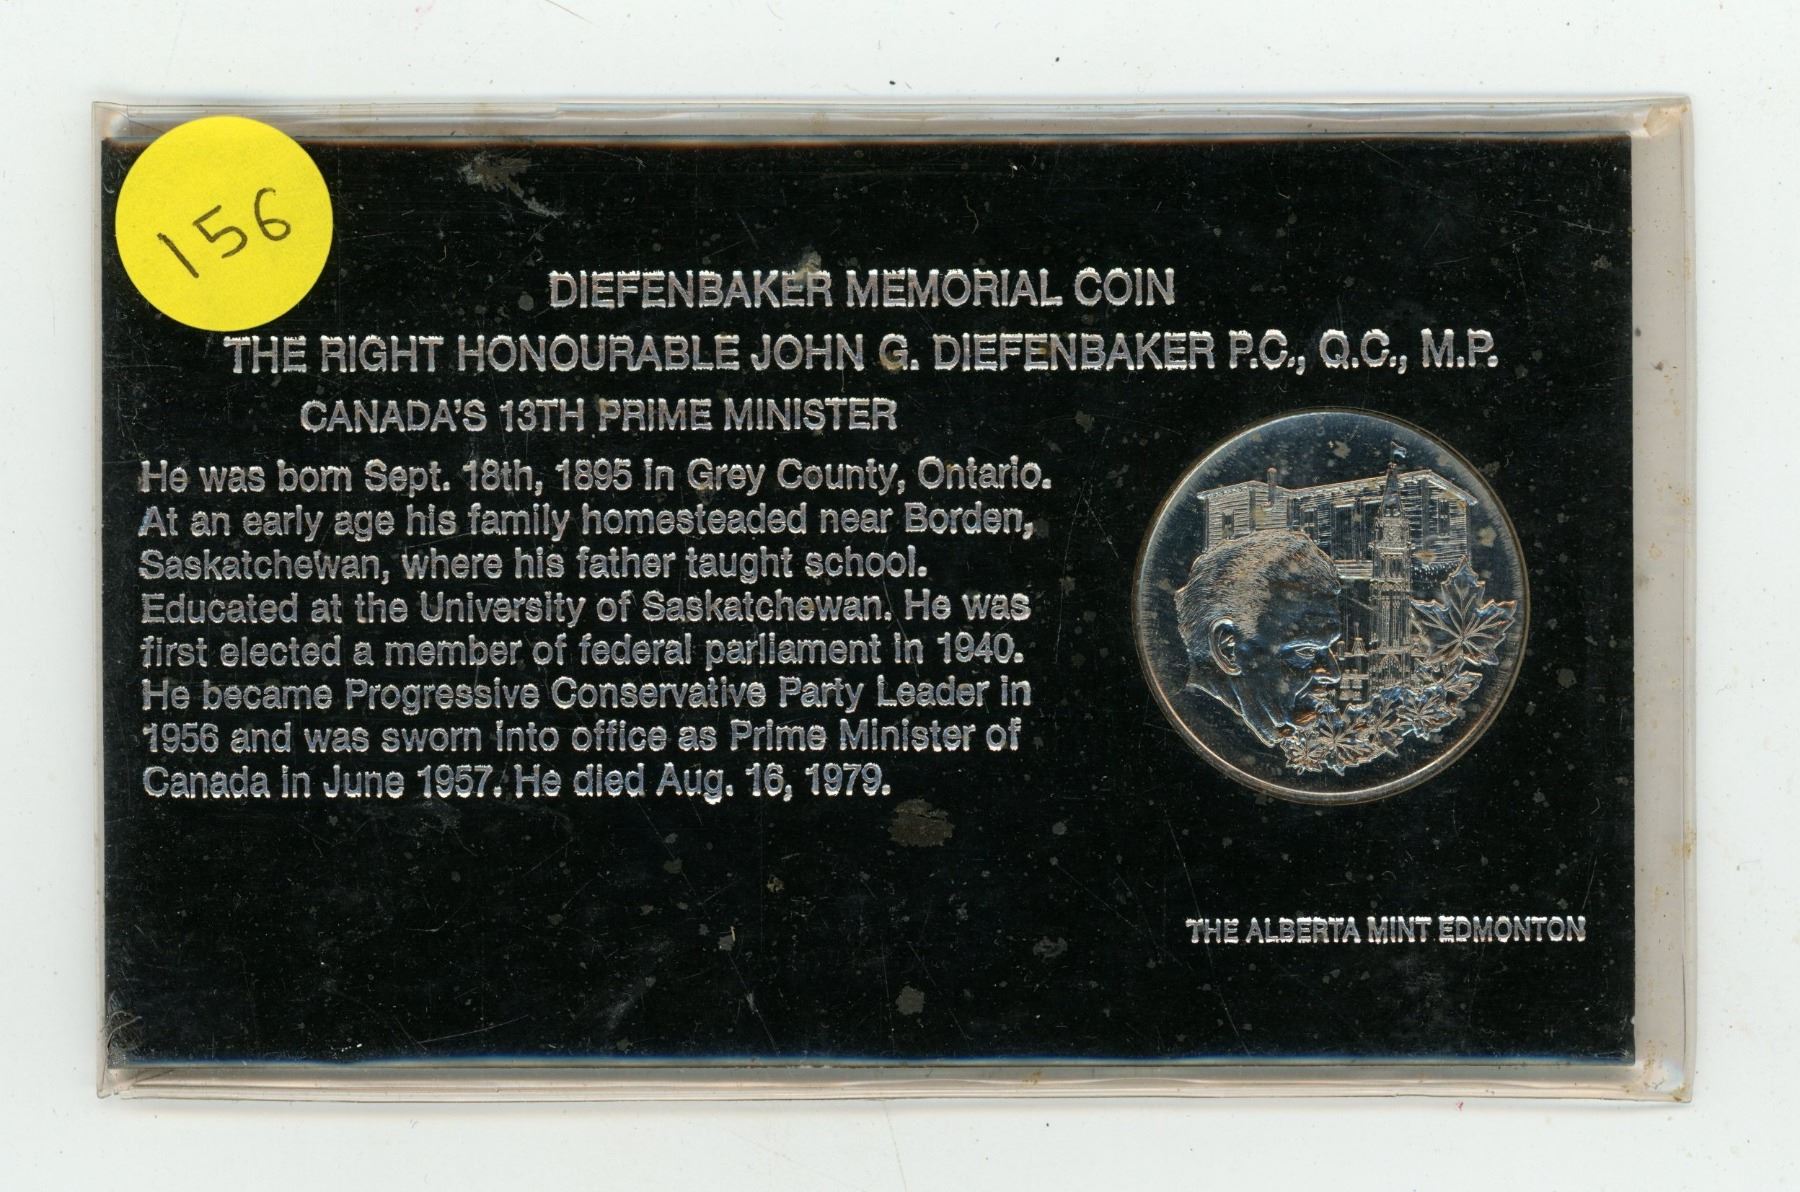 156
DIEFENBAKER MEMORIAL COIN
THE RIGHT HONOURABLE JOHN G. DIEFENBAKER P.C., Q.C., M.P.
CANADA'S 13TH PRIME MINISTER
He was born Sept. 18th, 1895 in Grey County, Ontario.
At an early age his family homesteaded near Borden,
Saskatchewan, where his father taught school.
Educated at the University of Saskatchewan. He was
first elected a member of federal parliament in 1940.
He became Progressive Conservative Party Leader in
1956 and was sworn into office as Prime Minister of
Canada in June 1957. He died Aug. 16, 1979.
THE ALBERTA MINT EDMONTON